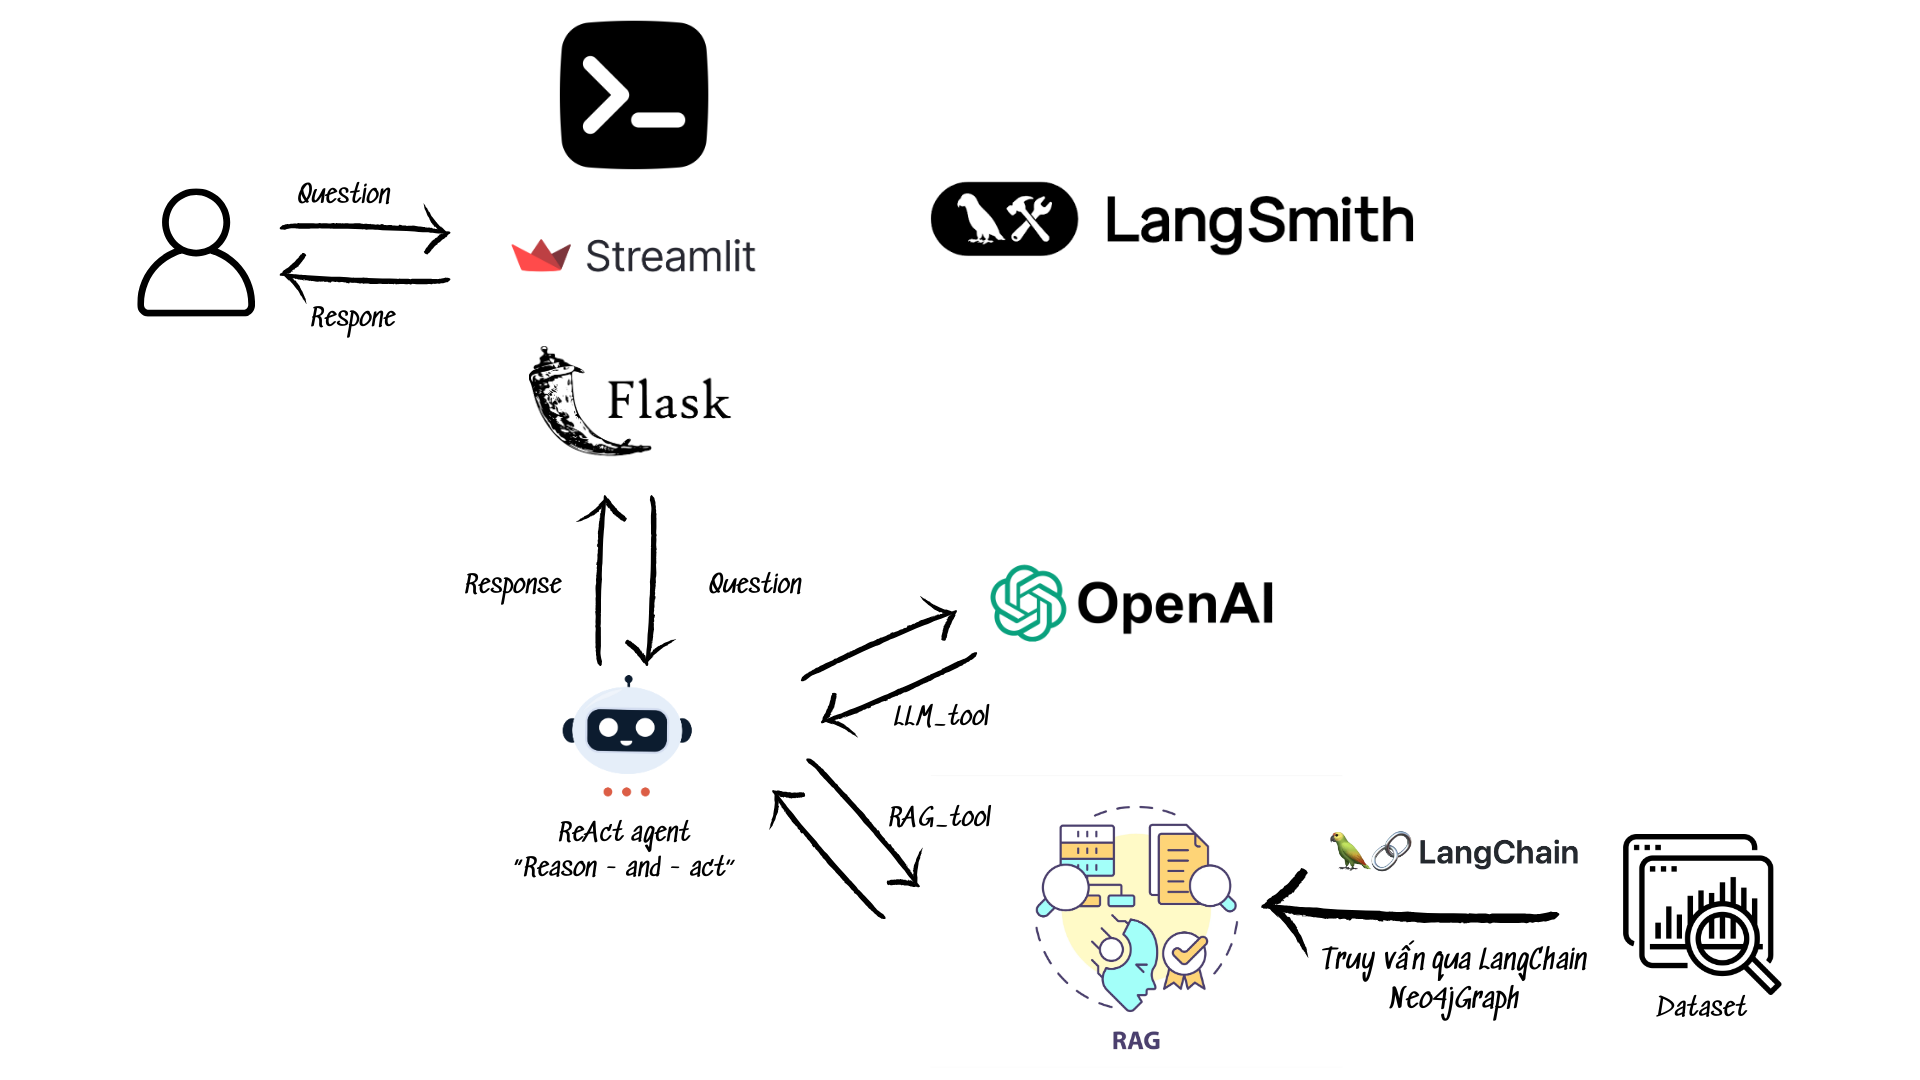 Question
LangSmith
Streamlit
Respone
Flask
Response
Question
OpenAI
LLM_tool
RAG_tool
ReAct agent
"Reason - and - act"
LangChain
Truy vấn qua LangChain
Neo4jGraph
Dataset
RAG